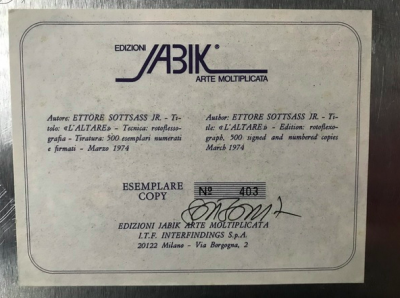 EDIZIONI
JABIK
ARTE MOLTIPLICATA
Autore: ETTORE SOTTSASS JR. - Ti-
tolo: «L'ALTARE» - Tecnica: rotoflesso-
grafia - Tiratura: 500 esemplari numerati
e firmati - Marzo 1974
Author: ETTORE SOTTSASS JR. - Ti-
tle: «L'ALTARE» - Edition: rotoflexo-
graph, 500 signed and numbered copies
March 1974
ESEMPLARE
COPY
Nº 403
EDIZIONI JABIK ARTE MOLTIPLICATA
I.T.F. INTERFINDINGS S.p.A.
20122 Milano - Via Borgogna, 2